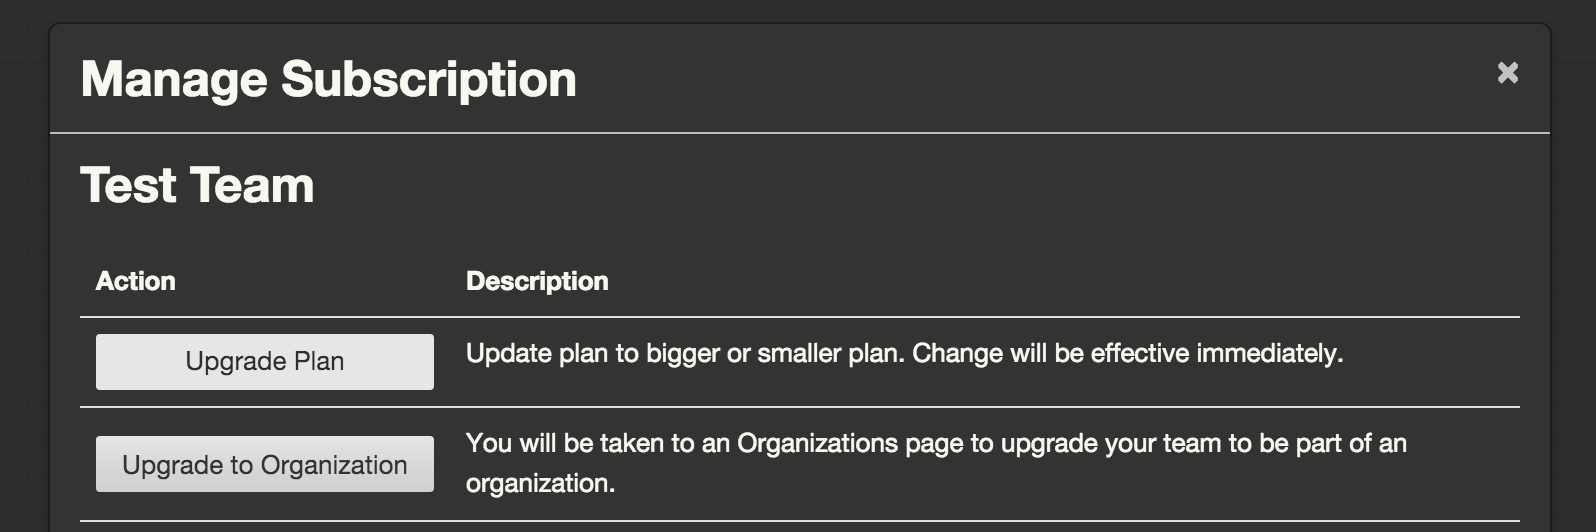 Manage Subscription
Test Team
Action Description
Upgrade Plan Update plan to bigger or smaller plan. Change will be effective immediately.
Upgrade to Organization You will be taken to an Organizations page to upgrade your team to be part of an
organization.